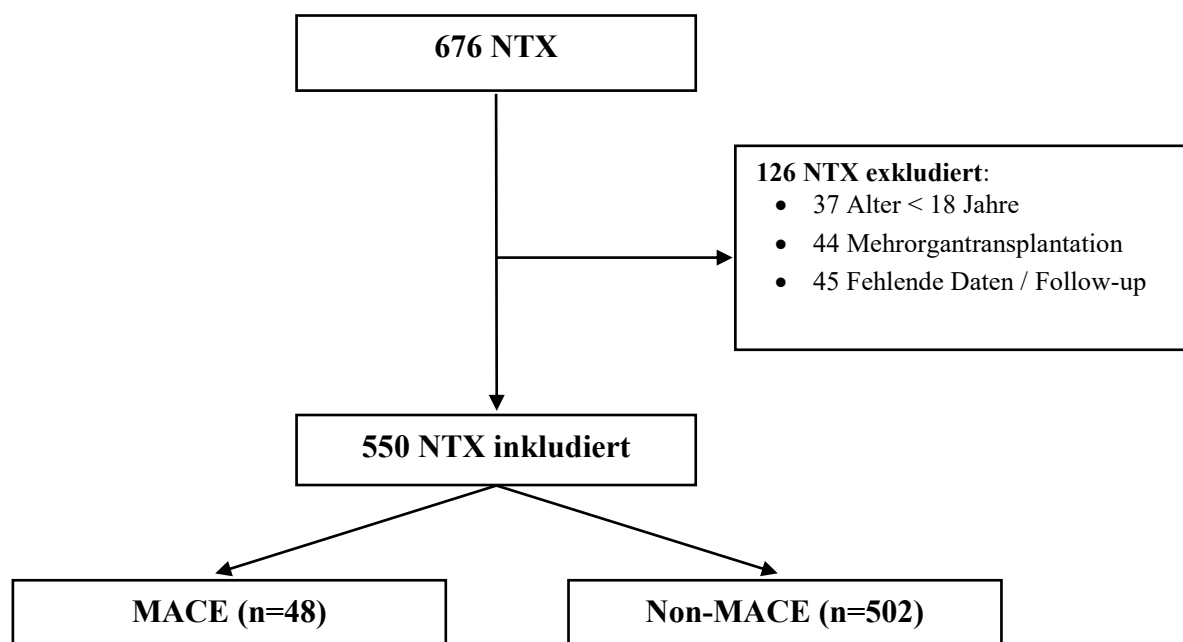 676 NTX
126 NTX exkludiert:
• 37 Alter < 18 Jahre
• 44 Mehrorgantransplantation
• 45 Fehlende Daten / Follow-up
550 NTX inkludiert
MACE (n=48)
Non-MACE (n=502)